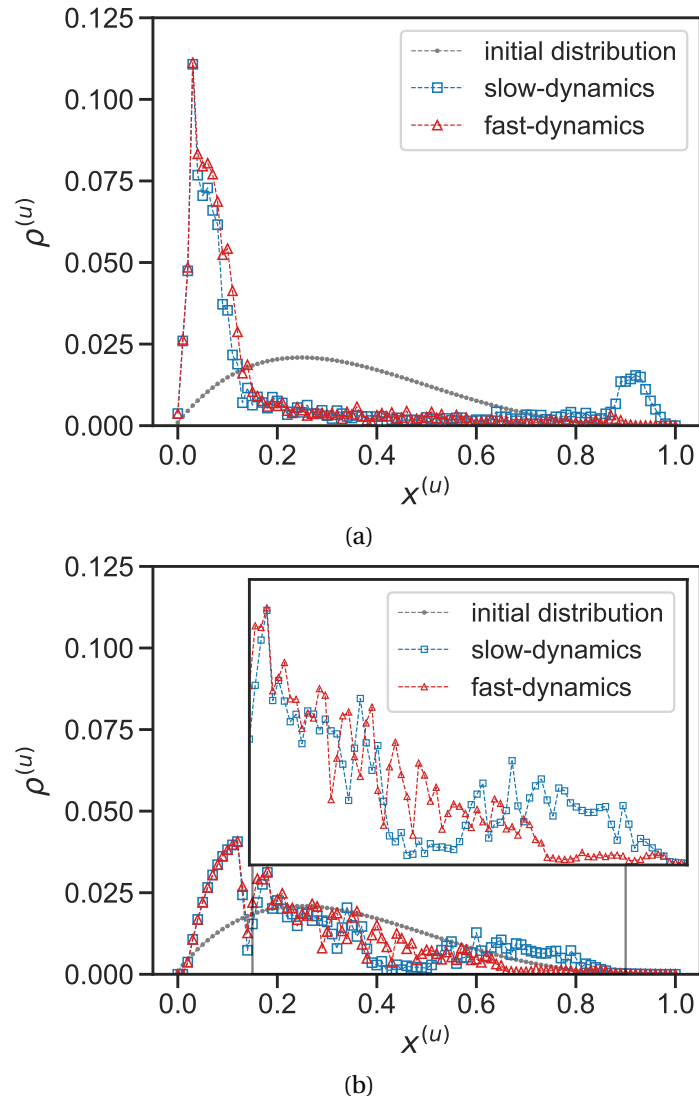 0.125
0.100
0.075
0.050
0.025
0.000
ρ^(u)
initial distribution
slow-dynamics
fast-dynamics
0.0 0.2 0.4 0.6 0.8 1.0
x^(u)
(a)
0.125
0.100
0.075
0.050
0.025
0.000
ρ^(u)
initial distribution
slow-dynamics
fast-dynamics
0.0 0.2 0.4 0.6 0.8 1.0
x^(u)
(b)